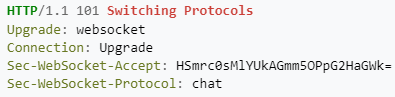 HTTP/1.1 101 Switching Protocols
Upgrade: websocket
Connection: Upgrade
Sec-WebSocket-Accept: HSmrc0sMlYUkAGmm5OPpG2HaGWk=
Sec-WebSocket-Protocol: chat